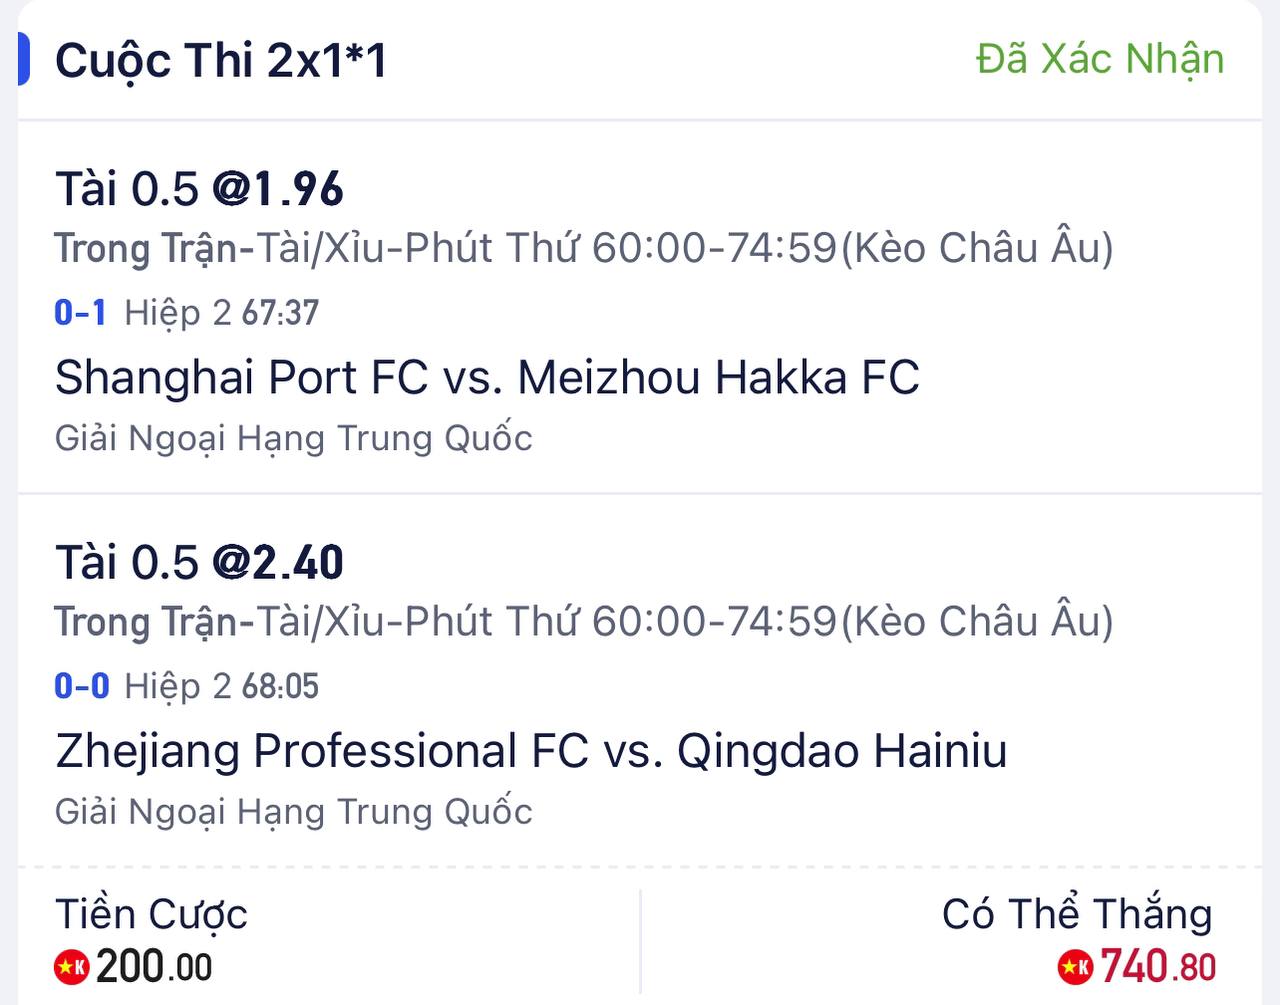 Cuộc Thi 2x1*1
Đã Xác Nhận
Tài 0.5 @1.96
Trong Trận-Tài/Xỉu-Phút Thứ 60:00-74:59(Kèo Châu Âu)
0-1 Hiệp 2 67:37
Shanghai Port FC vs. Meizhou Hakka FC
Giải Ngoại Hạng Trung Quốc
Tài 0.5 @2.40
Trong Trận-Tài/Xỉu-Phút Thứ 60:00-74:59(Kèo Châu Âu)
0-0 Hiệp 2 68:05
Zhejiang Professional FC vs. Qingdao Hainiu
Giải Ngoại Hạng Trung Quốc
Tiền Cược
K 200.00
Có Thể Thắng
K 740.80